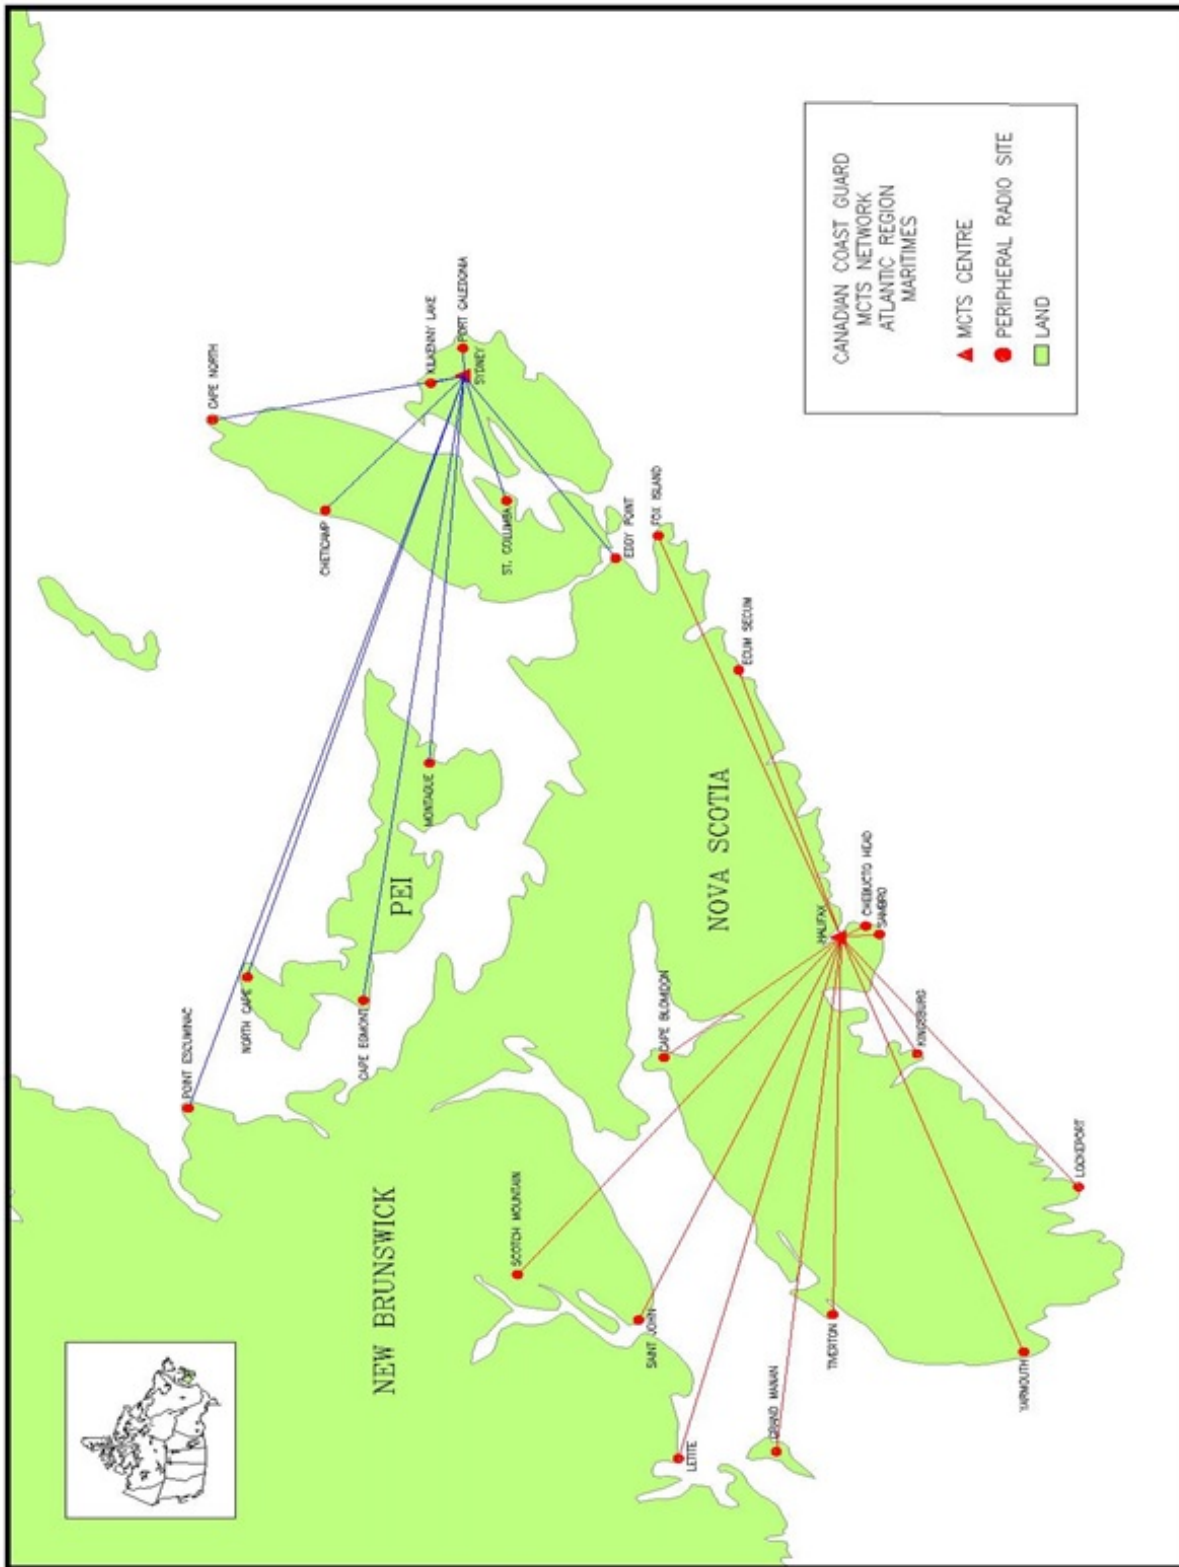 CANADIAN COAST GUARD
MCTS NETWORK
ATLANTIC REGION
MARITIMES
MCTS CENTRE
PERIPHERAL RADIO SITE
LAND
CAPE NORTH
KILKENNY LAKE
PORT CALEDONIA
SYDNEY
CHETICAMP
ST. COLUMBA
EDDY POINT
FOX ISLAND
ECUM SECUM
MONTAGUE
PEI
NORTH CAPE
CAPE EGMONT
POINT ESCUMINAC
NOVA SCOTIA
HALIFAX
CHEBUCTO HEAD
SAMBRO
CAPE BLOMIDON
KINGSBURG
LOCKEPORT
NEW BRUNSWICK
SCOTCH MOUNTAIN
SAINT JOHN
TIVERTON
YARMOUTH
GRAND MANAN
LETITE